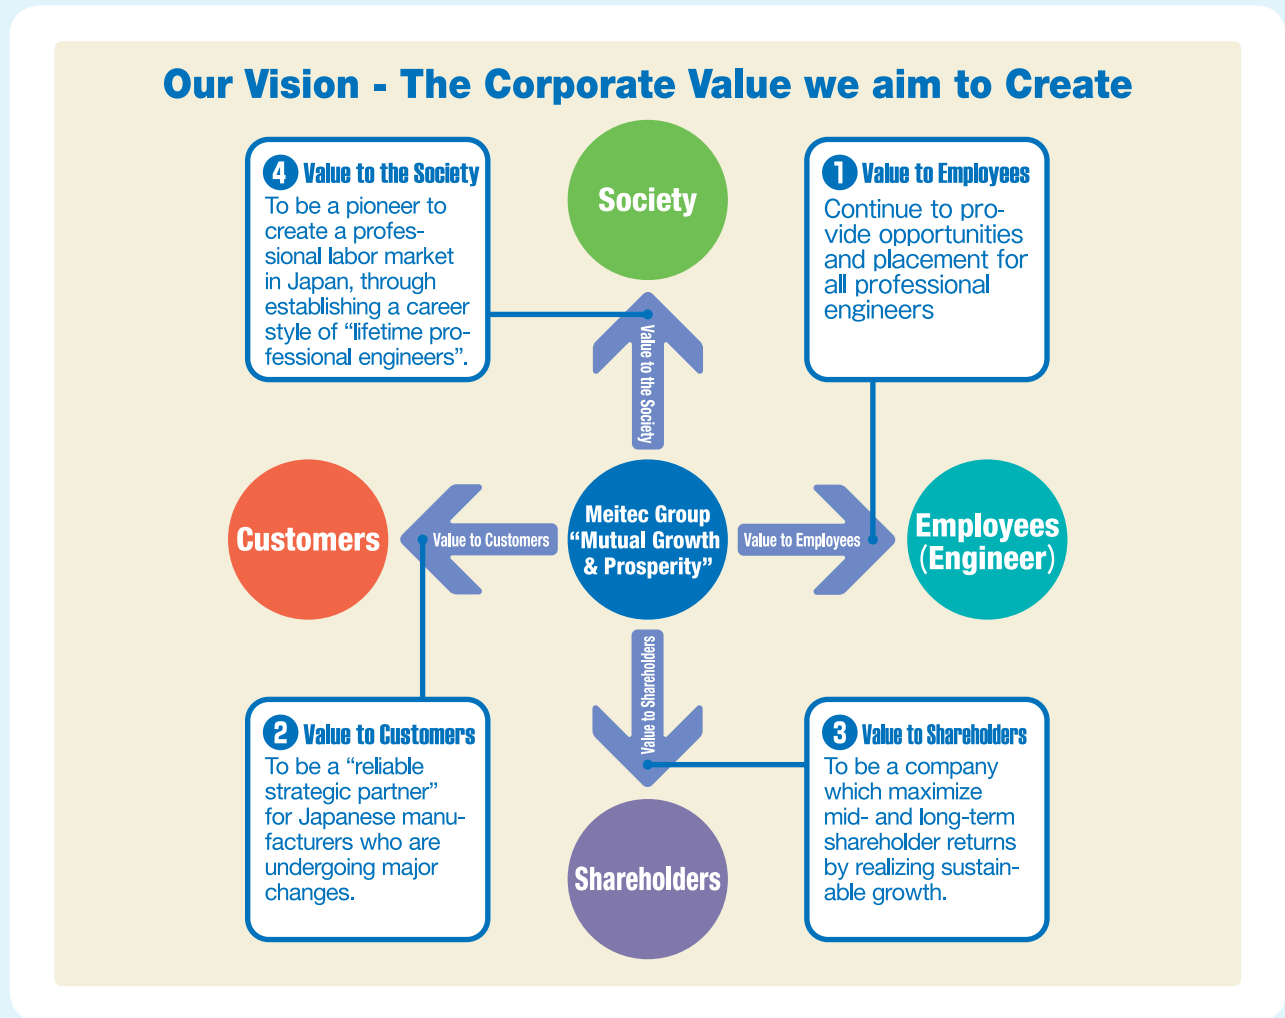 Our Vision - The Corporate Value we aim to Create
4 Value to the Society
To be a pioneer to
create a profes-
sional labor market
in Japan, through
establishing a career
style of “lifetime pro-
fessional engineers”.
Society
1 Value to Employees
Continue to pro-
vide opportunities
and placement for
all professional
engineers
Value to the Society
Customers
Value to Customers
Meitec Group
“Mutual Growth
& Prosperity”
Value to Employees
Employees
(Engineer)
Value to Shareholders
2 Value to Customers
To be a “reliable
strategic partner”
for Japanese manu-
facturers who are
undergoing major
changes.
Shareholders
3 Value to Shareholders
To be a company
which maximize
mid- and long-term
shareholder returns
by realizing sustain-
able growth.